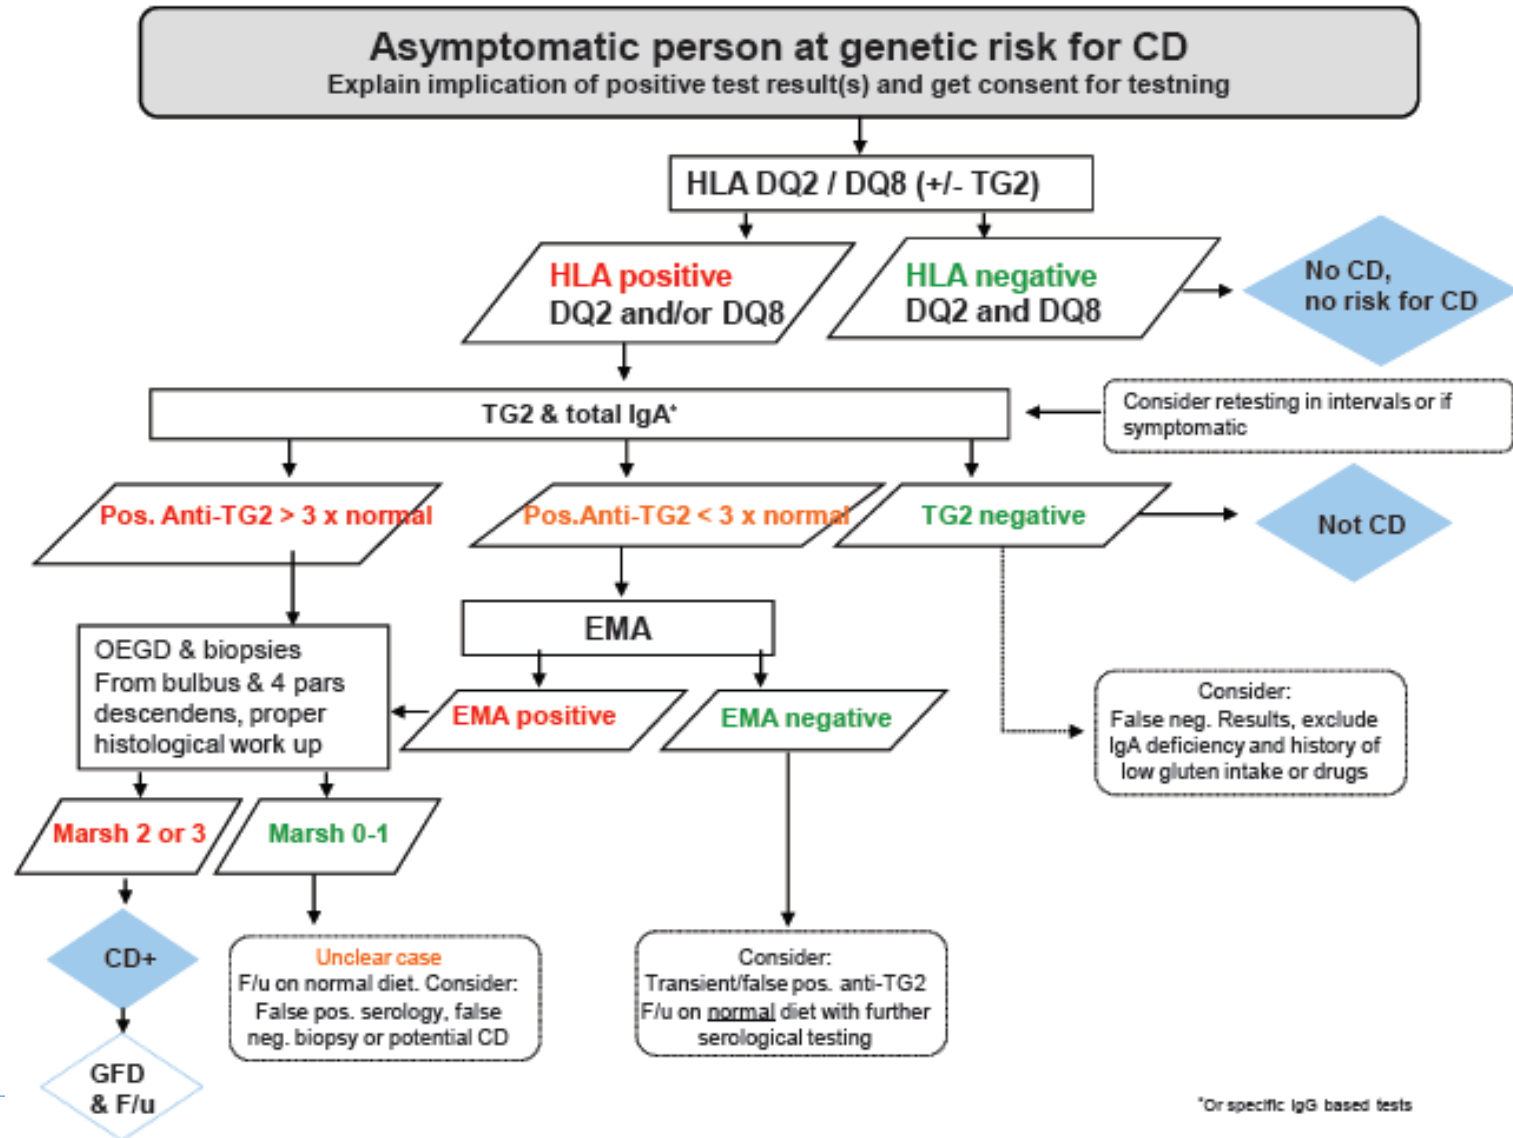 Asymptomatic person at genetic risk for CD
Explain implication of positive test result(s) and get consent for testning
HLA DQ2 / DQ8 (+/- TG2)
HLA positive
DQ2 and/or DQ8
HLA negative
DQ2 and DQ8
No CD,
no risk for CD
TG2 & total IgA*
Consider retesting in intervals or if
symptomatic
Pos. Anti-TG2 > 3 x normal
Pos.Anti-TG2 < 3 x normal
TG2 negative
Not CD
EMA
OEGD & biopsies
From bulbus & 4 pars
descendens, proper
histological work up
EMA positive
EMA negative
Consider:
False neg. Results, exclude
IgA deficiency and history of
low gluten intake or drugs
Marsh 2 or 3
Marsh 0-1
CD+
Unclear case
F/u on normal diet. Consider:
False pos. serology, false
neg. biopsy or potential CD
Consider:
Transient/false pos. anti-TG2
F/u on normal diet with further
serological testing
GFD
& F/u
*Or specific IgG based tests